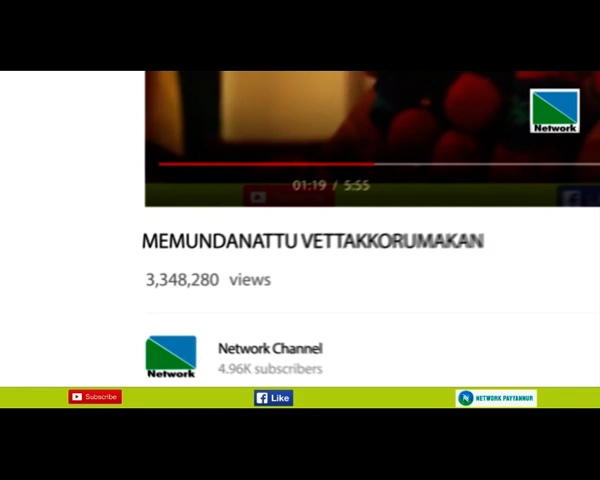 Network
01:19 / 5:55
MEMUNDANATTU VETTAKKORUMAKAN
3,348,280 views
Network Channel
Network
4.96K subscribers
Subscribe
Like
NETWORK PAYYANNUR